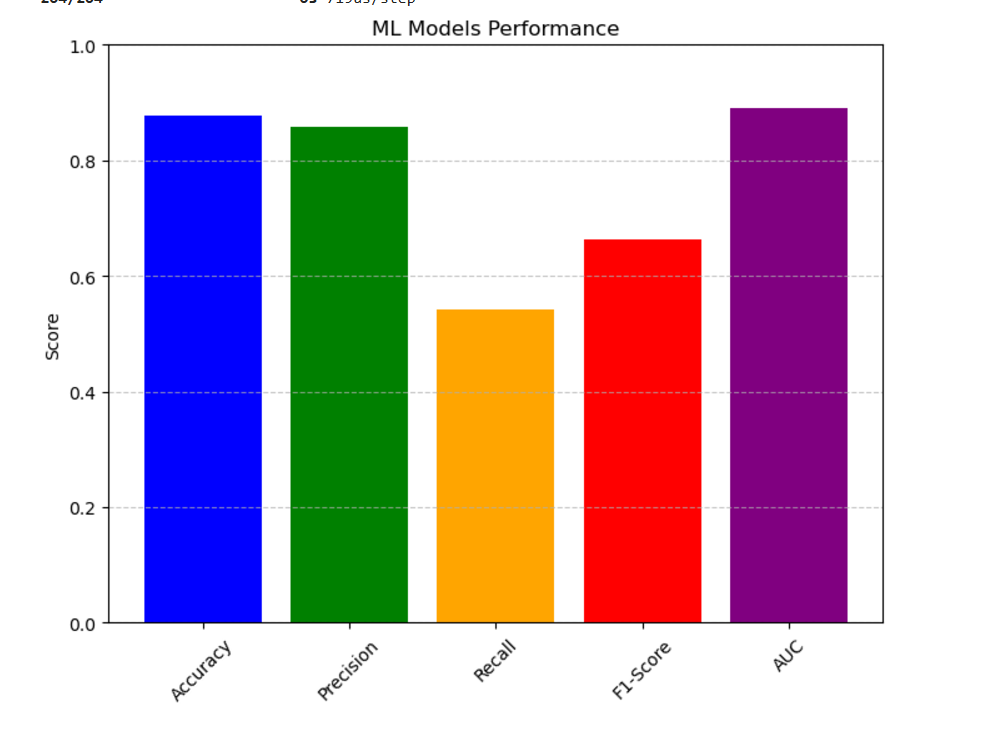 ML Models Performance
1.0
0.8
0.6
0.4
0.2
0.0
Score
Accuracy
Precision
Recall
F1-Score
AUC